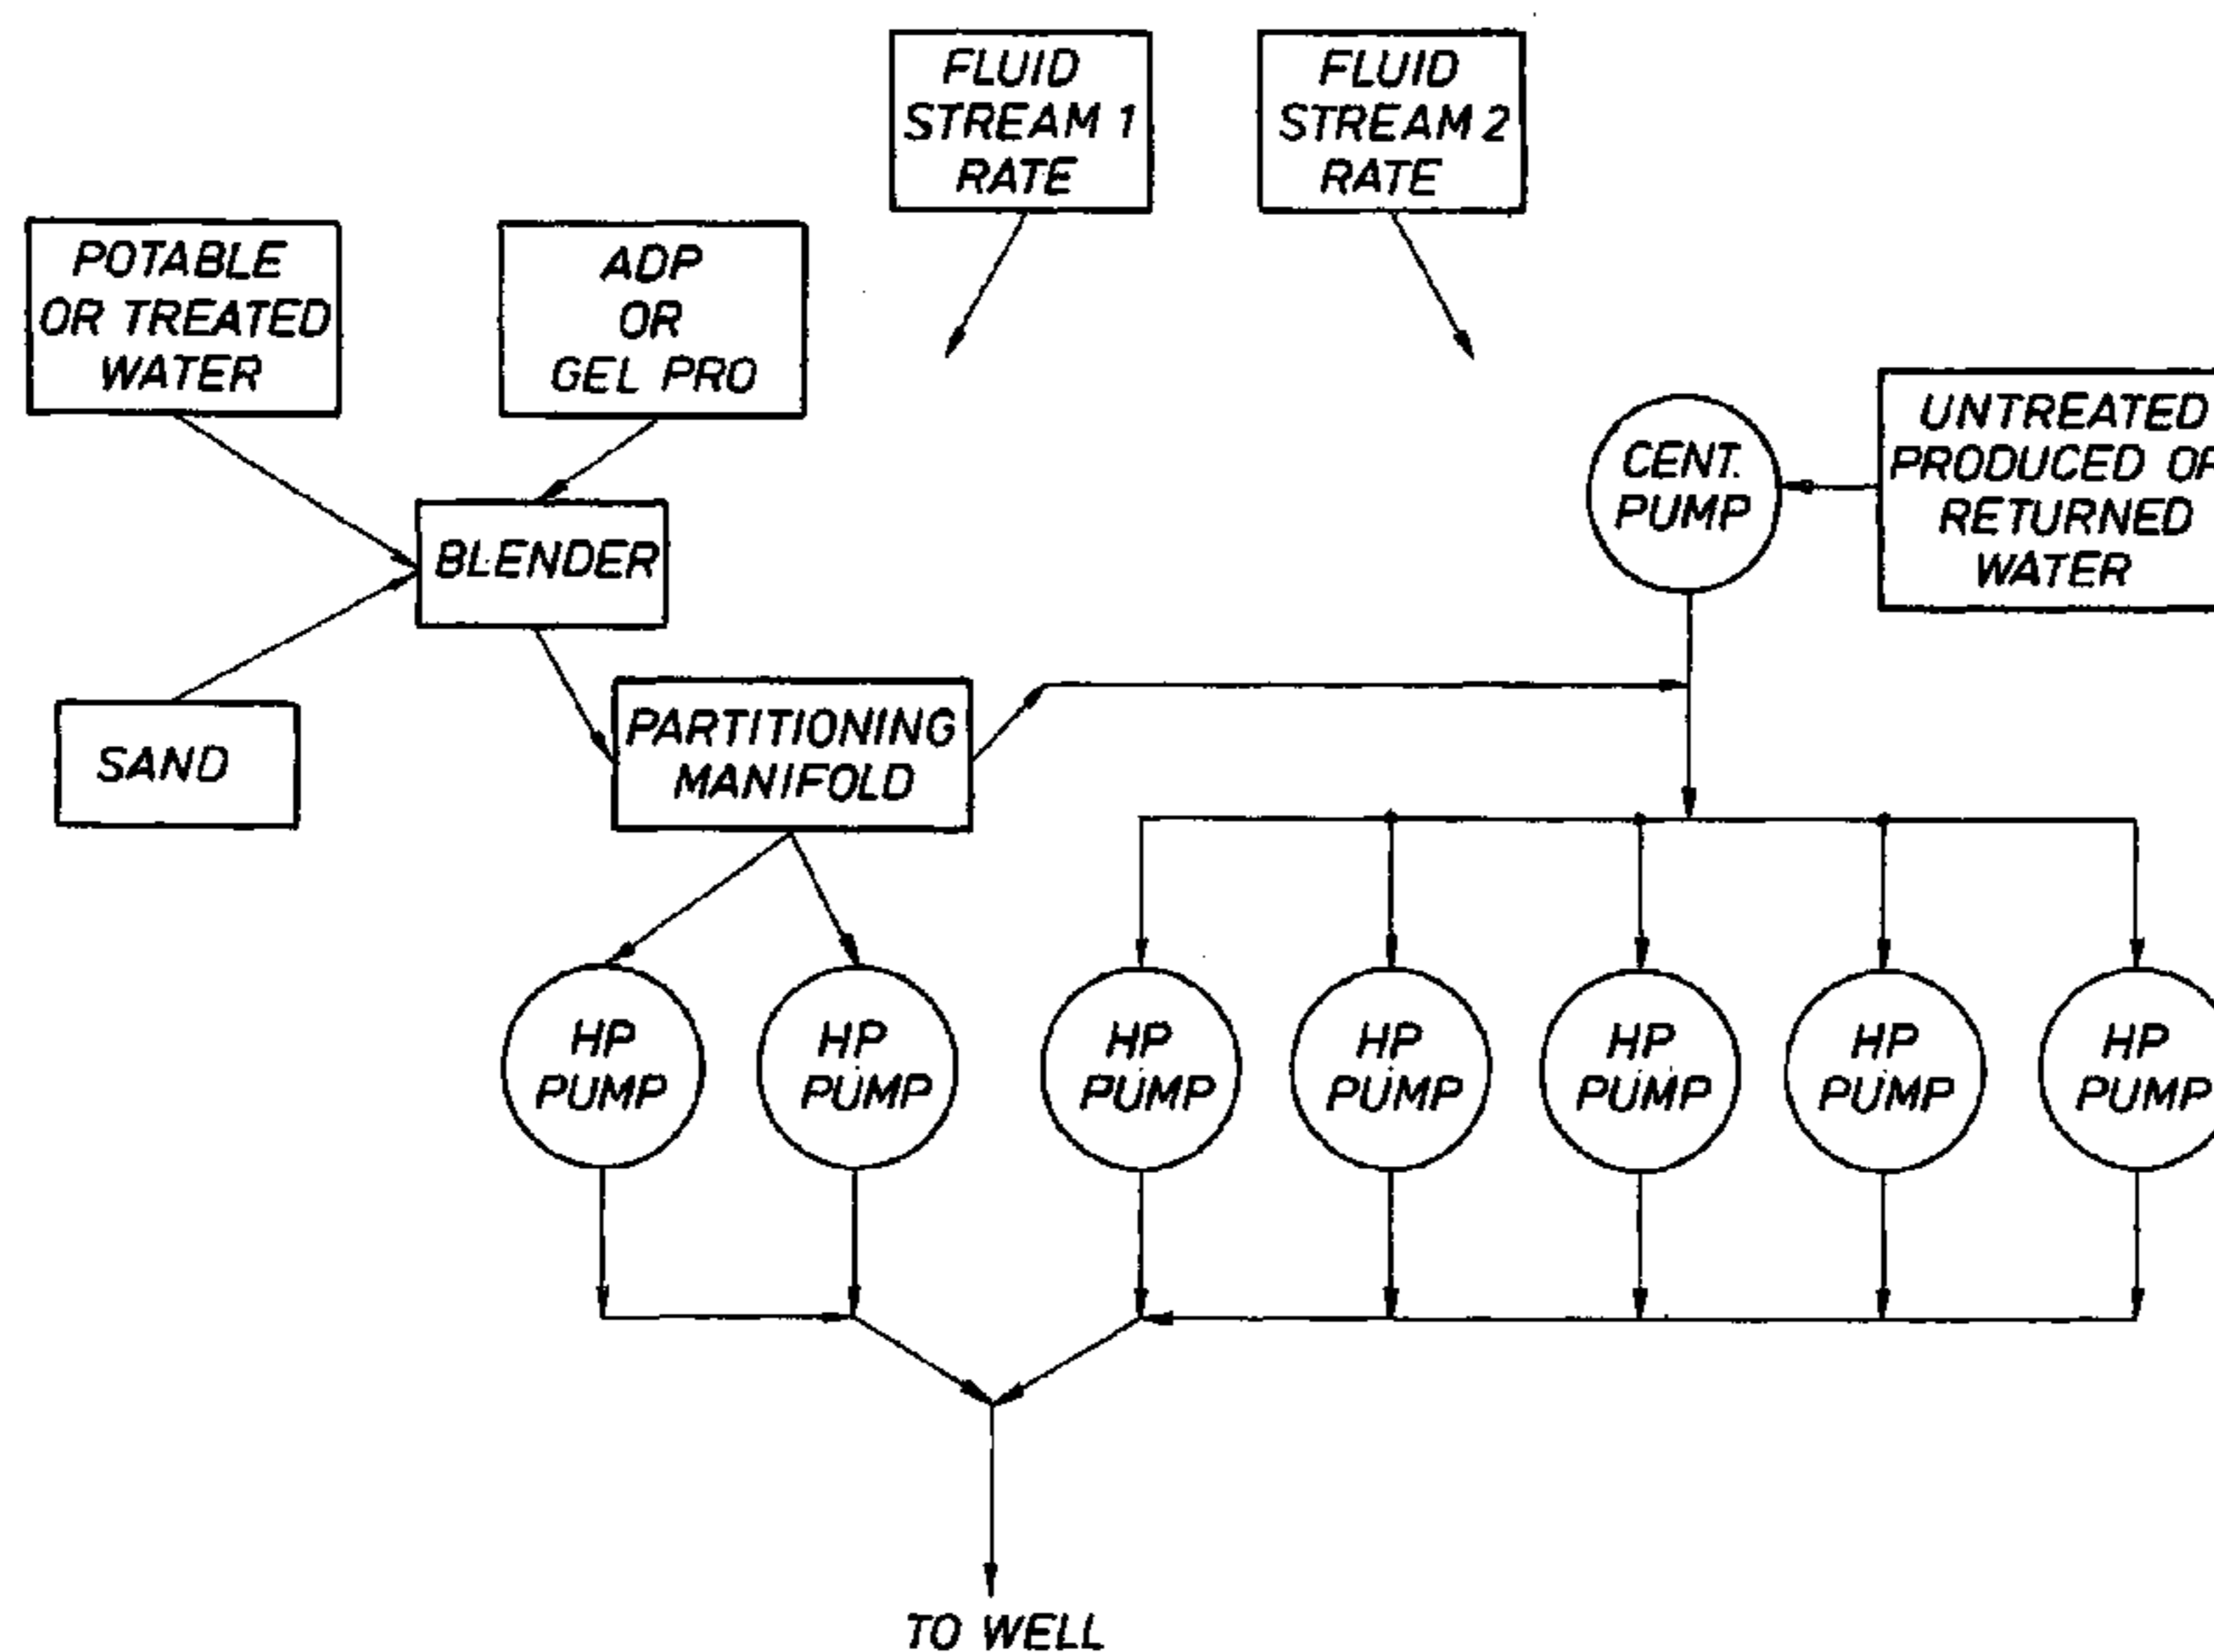 FLUID
STREAM 1
RATE
FLUID
STREAM 2
RATE
POTABLE
OR TREATED
WATER
ADP
OR
GEL PRO
UNTREATED
PRODUCED OR
RETURNED
WATER
CENT.
PUMP
BLENDER
SAND
PARTITIONING
MANIFOLD
HP
PUMP
HP
PUMP
HP
PUMP
HP
PUMP
HP
PUMP
HP
PUMP
HP
PUMP
TO WELL